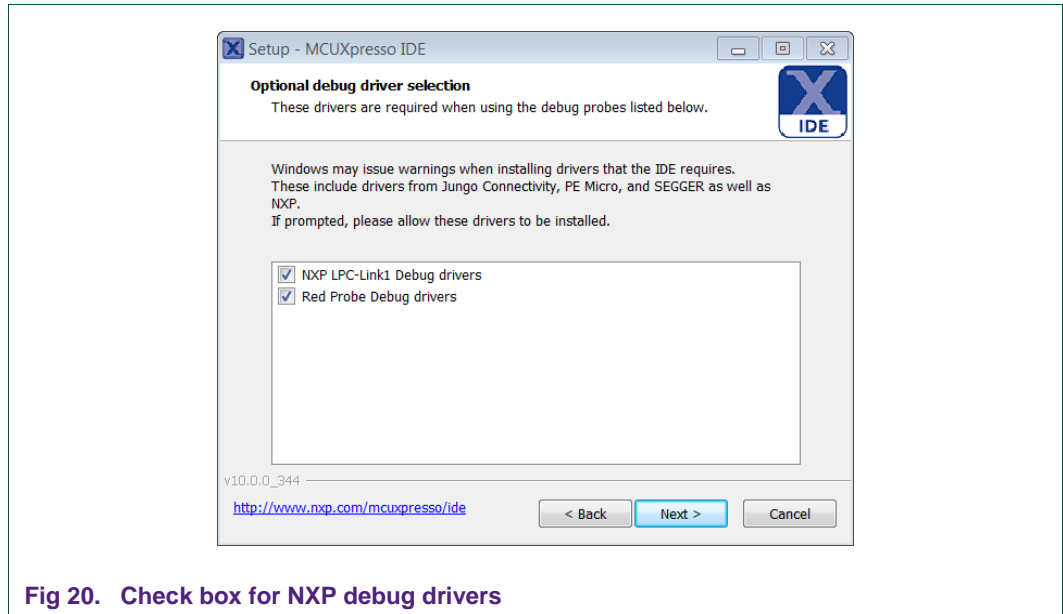 Setup - MCUXpresso IDE
Optional debug driver selection
These drivers are required when using the debug probes listed below.
IDE
Windows may issue warnings when installing drivers that the IDE requires.
These include drivers from Jungo Connectivity, PE Micro, and SEGGER as well as
NXP.
If prompted, please allow these drivers to be installed.
NXP LPC-Link1 Debug drivers
Red Probe Debug drivers
v10.0.0_344
http://www.nxp.com/mcuxpresso/ide
< Back Next > Cancel
Fig 20. Check box for NXP debug drivers